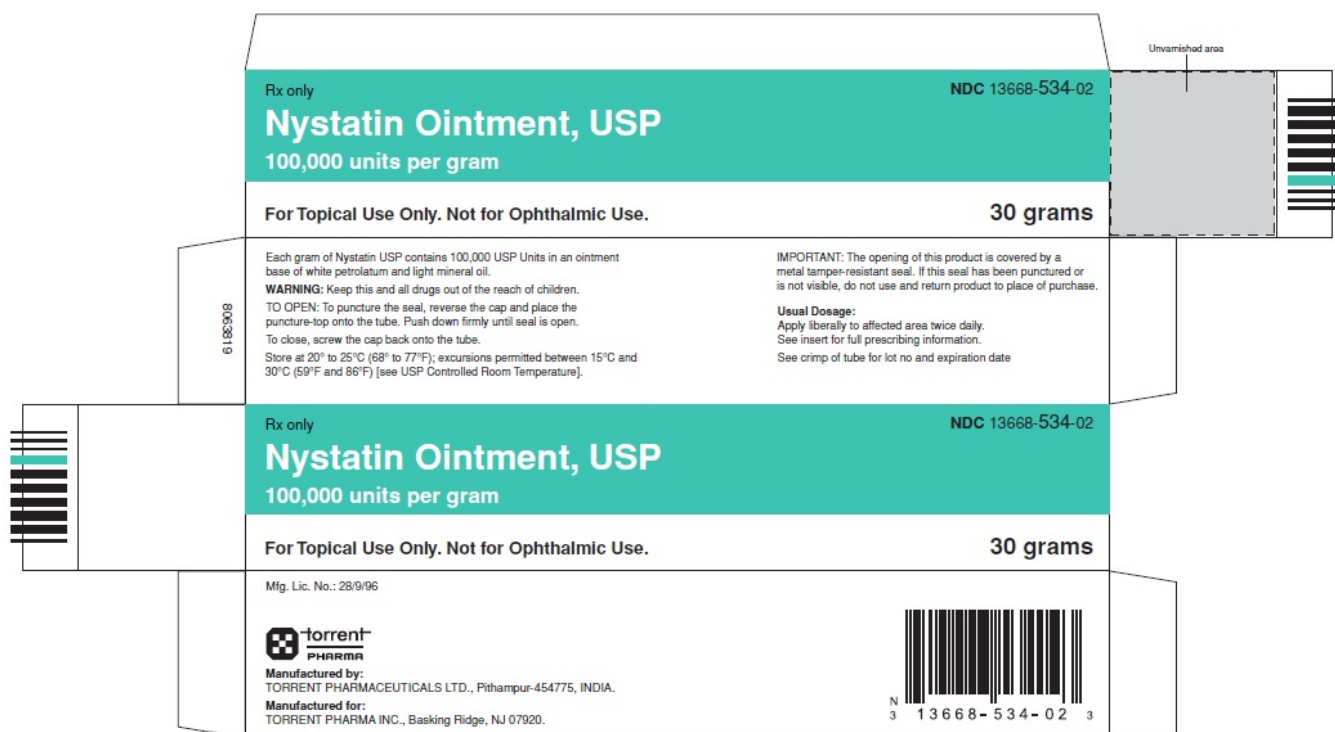 Unvarnished area
Rx only
NDC 13668-534-02
Nystatin Ointment, USP
100,000 units per gram
For Topical Use Only. Not for Ophthalmic Use.
30 grams
Each gram of Nystatin USP contains 100,000 USP Units in an ointment
base of white petrolatum and light mineral oil.
WARNING: Keep this and all drugs out of the reach of children.
TO OPEN: To puncture the seal, reverse the cap and place the
puncture-top onto the tube. Push down firmly until seal is open.
To close, screw the cap back onto the tube.
Store at 20° to 25°C (68° to 77°F); excursions permitted between 15°C and
30°C (59°F and 86°F) [see USP Controlled Room Temperature].
IMPORTANT: The opening of this product is covered by a
metal tamper-resistant seal. If this seal has been punctured or
is not visible, do not use and return product to place of purchase.
Usual Dosage:
Apply liberally to affected area twice daily.
See insert for full prescribing information.
See crimp of tube for lot no and expiration date
8063819
Rx only
NDC 13668-534-02
Nystatin Ointment, USP
100,000 units per gram
For Topical Use Only. Not for Ophthalmic Use.
30 grams
Mfg. Lic. No.: 28/9/96
torrent
PHARMA
Manufactured by:
TORRENT PHARMACEUTICALS LTD., Pithampur-454775, INDIA.
Manufactured for:
TORRENT PHARMA INC., Basking Ridge, NJ 07920.
N
3 13668-534-02 3